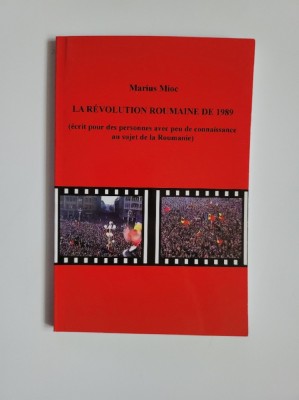 Marius Mioc
LA RÉVOLUTION ROUMAINE DE 1989
(écrit pour des personnes avec peu de connaissance
au sujet de la Roumanie)